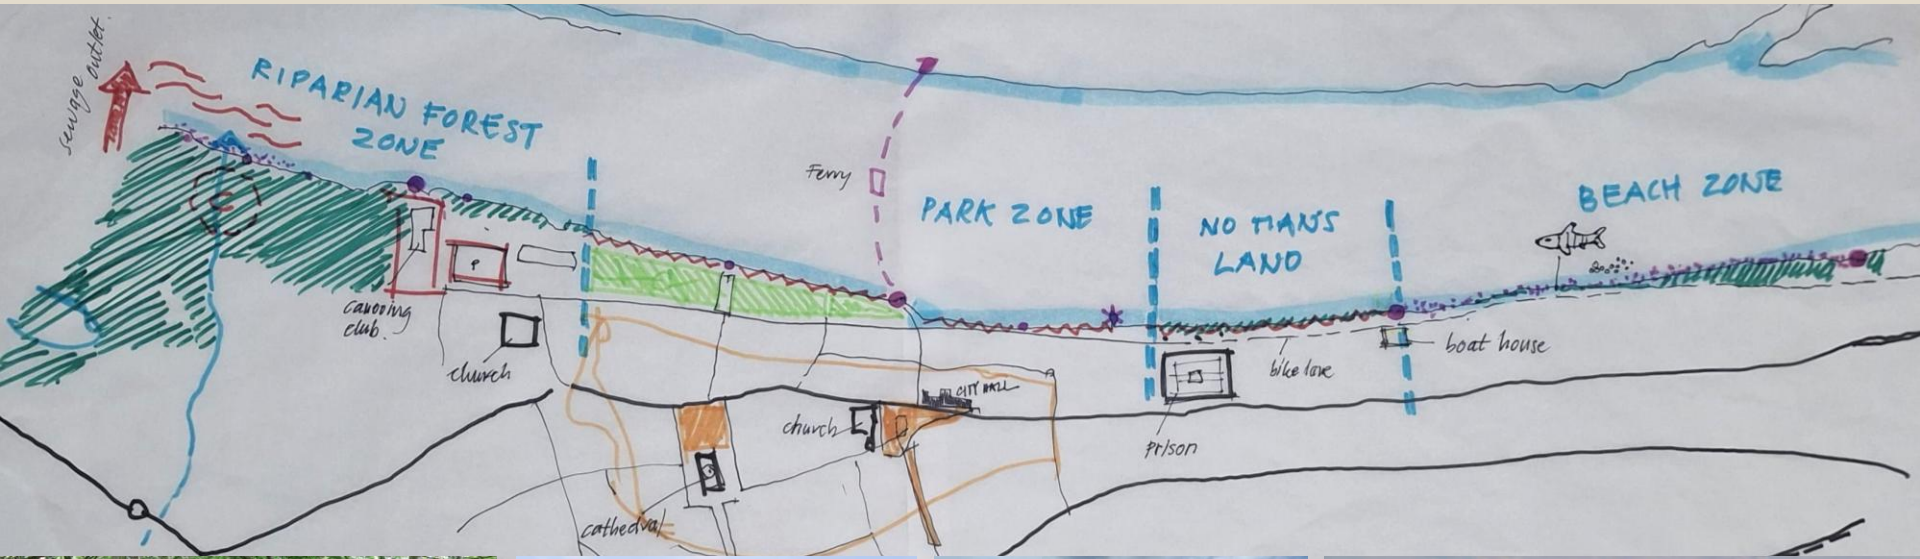 sewage
outlet.
RIPARIAN FOREST
ZONE
Ferry
PARK ZONE
NO MANS
LAND
BEACH ZONE
canoeing
club.
P
church
CITY HALL
church
cathedral
prison
bike lane
boat house